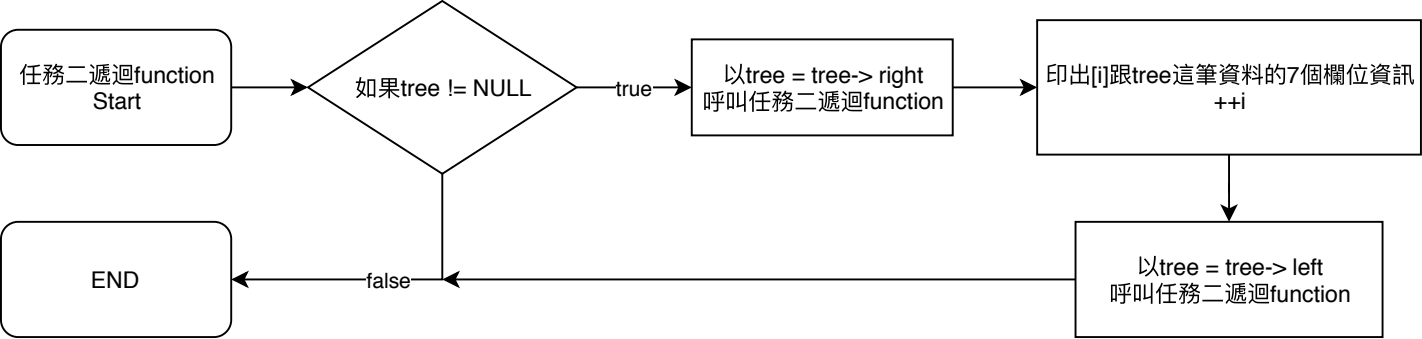 任務二遞迴function
Start
如果tree != NULL
true
以tree = tree-> right
呼叫任務二遞迴function
印出[i]跟tree這筆資料的7個欄位資訊
++i
以tree = tree-> left
呼叫任務二遞迴function
false
END